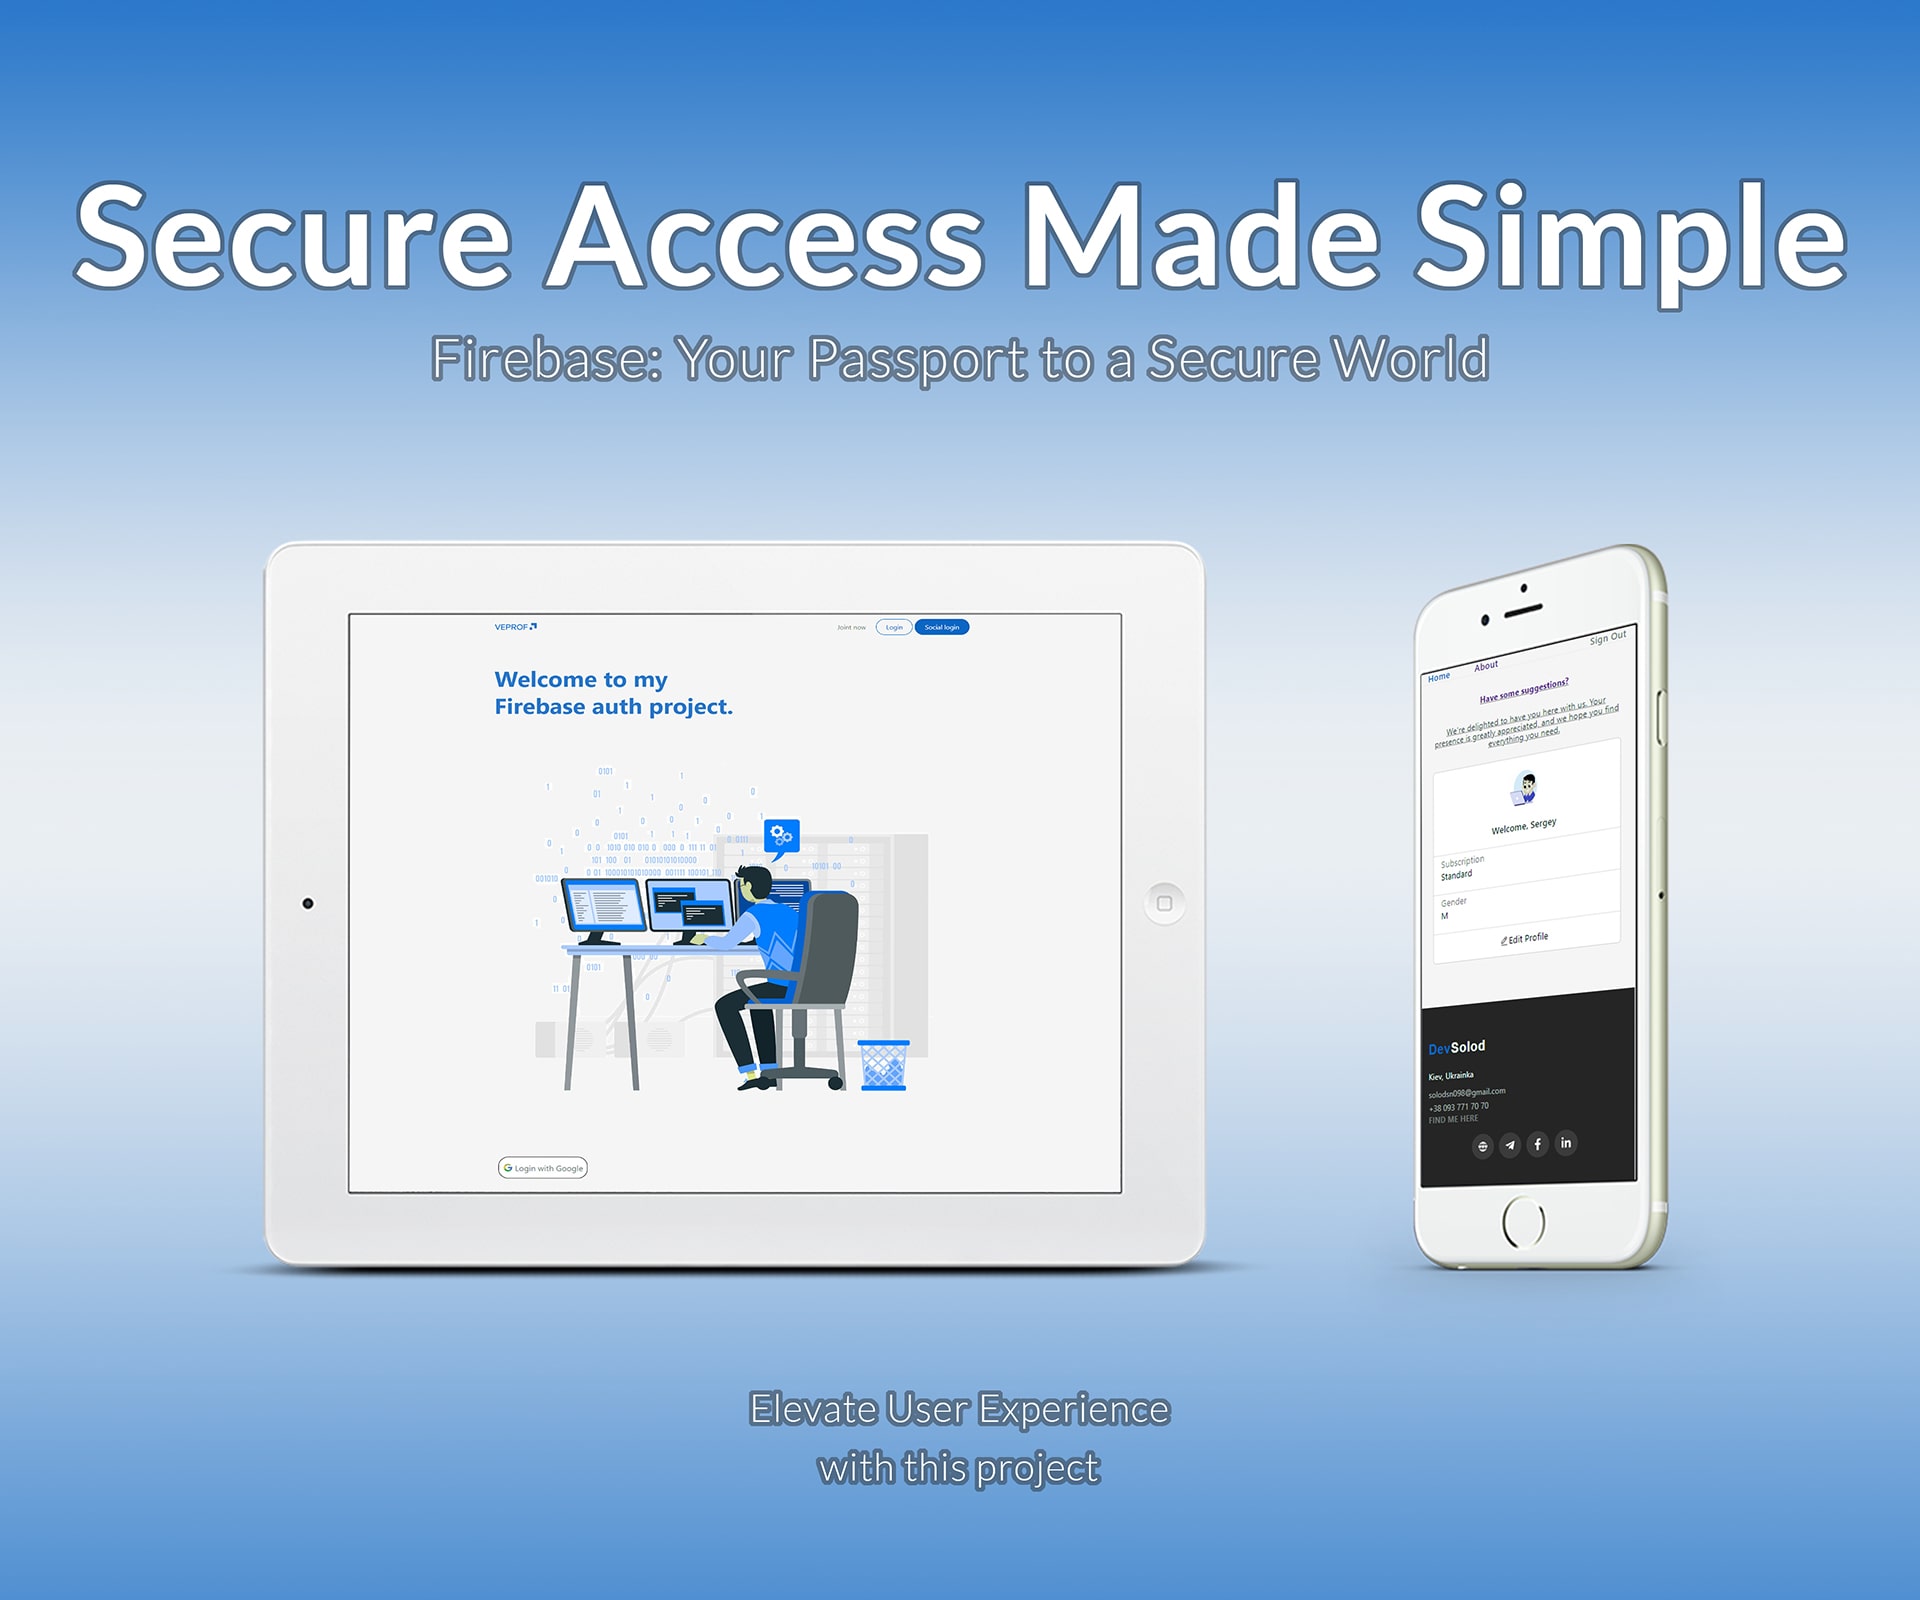 Secure Access Made Simple
Firebase: Your Passport to a Secure World
VEPROF
Joint now
Login
Social login
Welcome to my
Firebase auth project.
0101
Login with Google
Home
About
Sign Out
Have some suggestions?
We're delighted to have you here with us. Your
presence is greatly appreciated, and we hope you find
everything you need.
Welcome, Sergey
Subscription
Standard
Gender
M
Edit Profile
DevSolod
Kiev, Ukrainka
solodsn098@gmail.com
+38 093 771 70 70
FIND ME HERE
Elevate User Experience
with this project